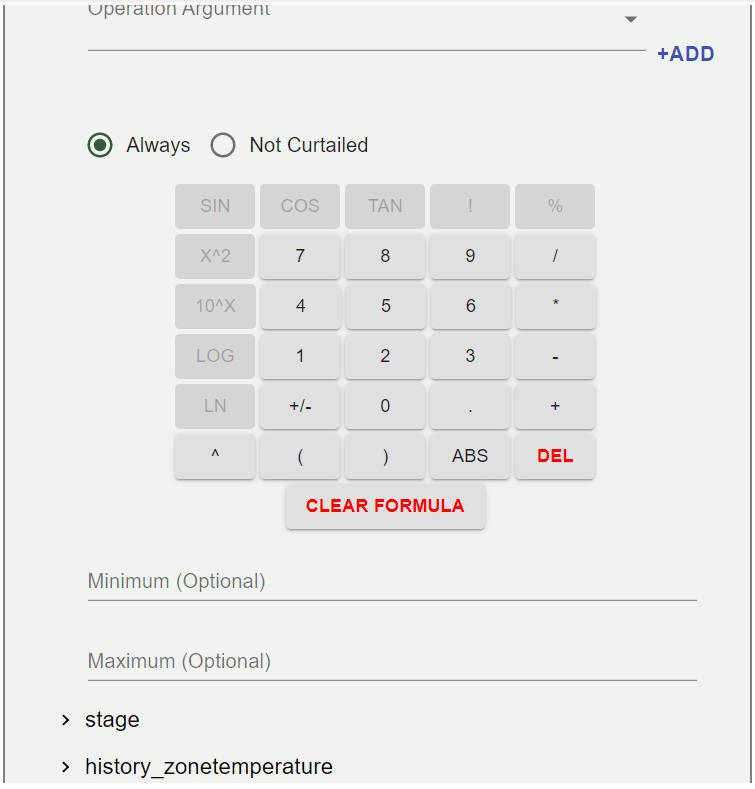 Operation Argument
+ADD
Always Not Curtailed
SIN COS TAN ! %
X^2 7 8 9 /
10^X 4 5 6 *
LOG 1 2 3 -
LN +/- 0 . +
^ ( ) ABS DEL
CLEAR FORMULA
Minimum (Optional)
Maximum (Optional)
stage
history_zonetemperature